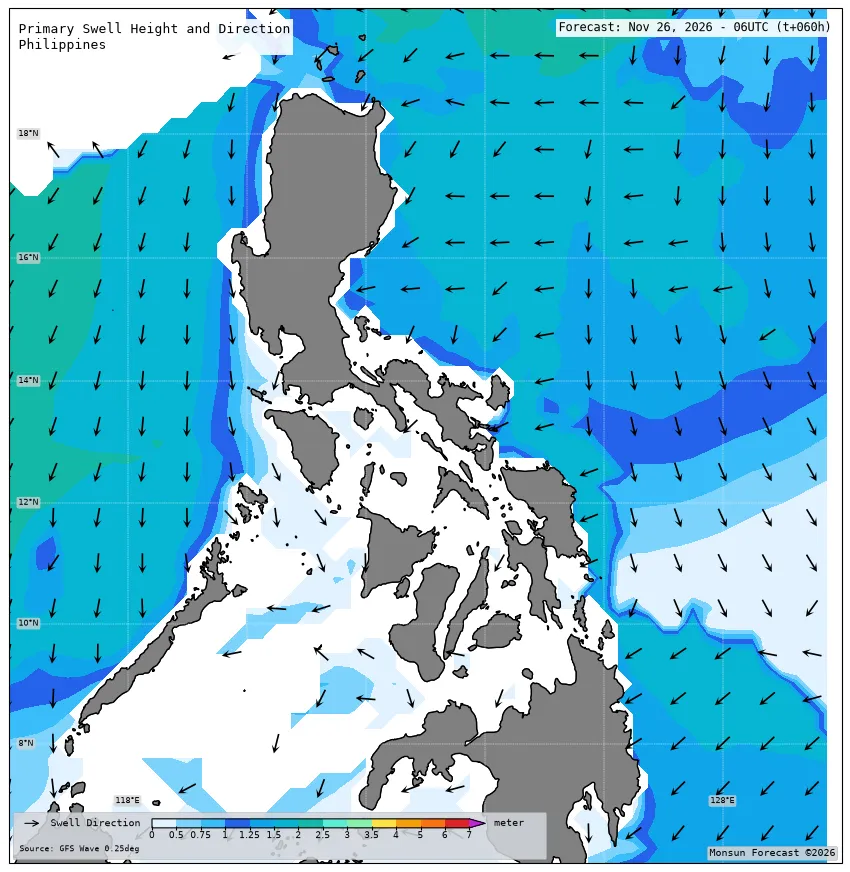 Primary Swell Height and Direction
Philippines
Forecast: Nov 26, 2026 - 06UTC (t+060h)
18°N
16°N
14°N
12°N
10°N
8°N
118°E
128°E
Swell Direction
0 0.5 0.75 1 1.25 1.5 2 2.5 3 3.5 4 5 6 7
meter
Source: GFS Wave 0.25deg
Monsun Forecast ©2026